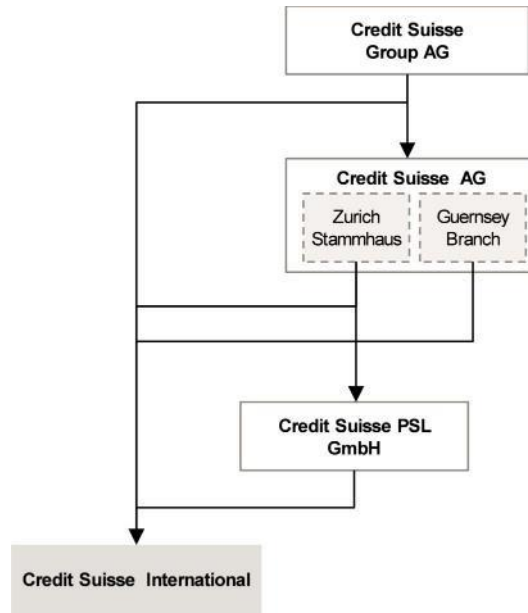 Credit Suisse
Group AG
Credit Suisse AG
Zurich
Stammhaus
Guernsey
Branch
Credit Suisse PSL
GmbH
Credit Suisse International